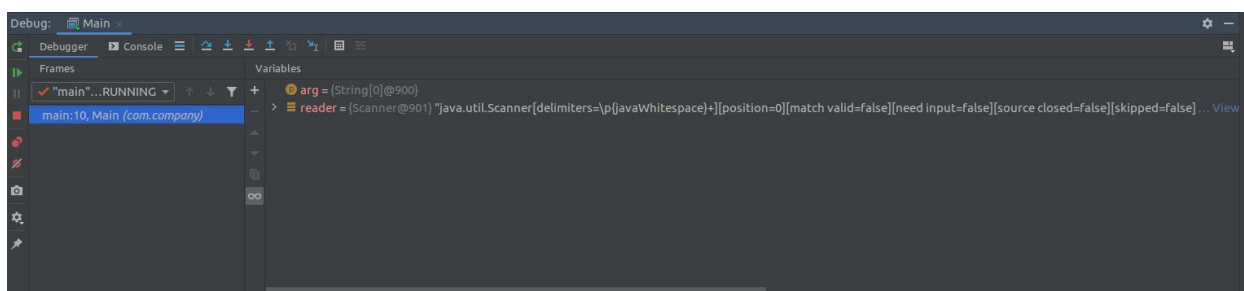 Debug: Main
Debugger Console
Frames Variables
"main"...RUNNING
arg = {String[0]@900}
main:10, Main (com.company)
reader = {Scanner@901} "java.util.Scanner[delimiters=\p{javaWhitespace}+][position=0][match valid=false][need input=false][source closed=false][skipped=false] ... View